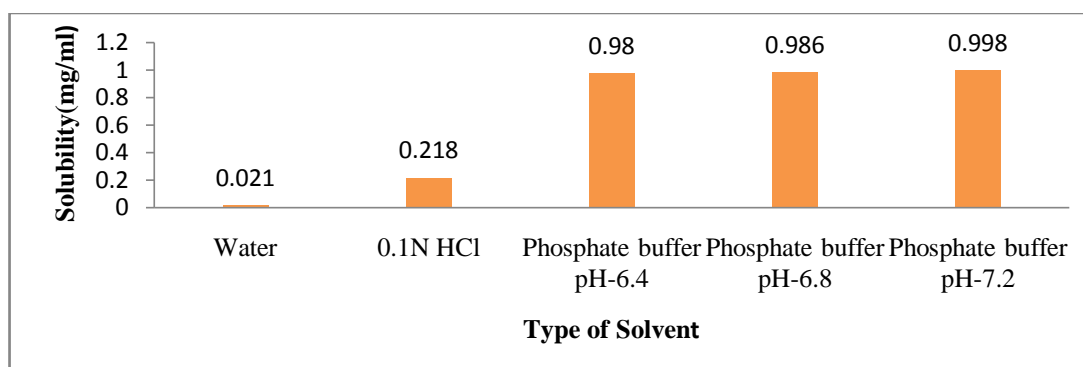 Solubility(mg/ml)
1.2
1
0.8
0.6
0.4
0.2
0
0.021
0.218
0.98
0.986
0.998
Water
0.1N HCl
Phosphate buffer
pH-6.4
Phosphate buffer
pH-6.8
Phosphate buffer
pH-7.2
Type of Solvent